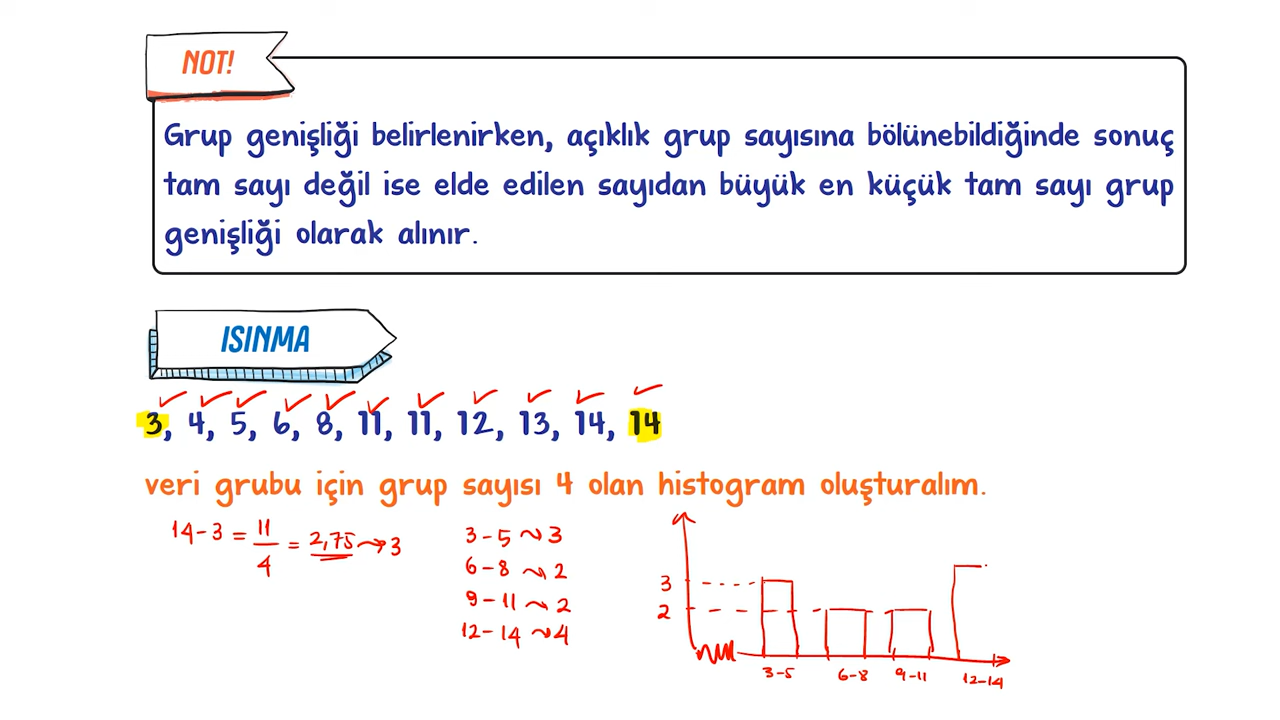 NOT!
Grup genişliği belirlenirken, açıklık grup sayısına bölünebildiğinde sonuç
tam sayı değil ise elde edilen sayıdan büyük en küçük tam sayı grup
genişliği olarak alınır.
ISINMA
3, 4, 5, 6, 8, 11, 11, 12, 13, 14, 14
veri grubu için grup sayısı 4 olan histogram oluşturalım.
14-3 = 11/4 = 2,75 → 3
3-5 ~> 3
6-8 ~> 2
9-11 ~> 2
12-14 ~> 4
3
2
3-5 6-8 9-11 12-14